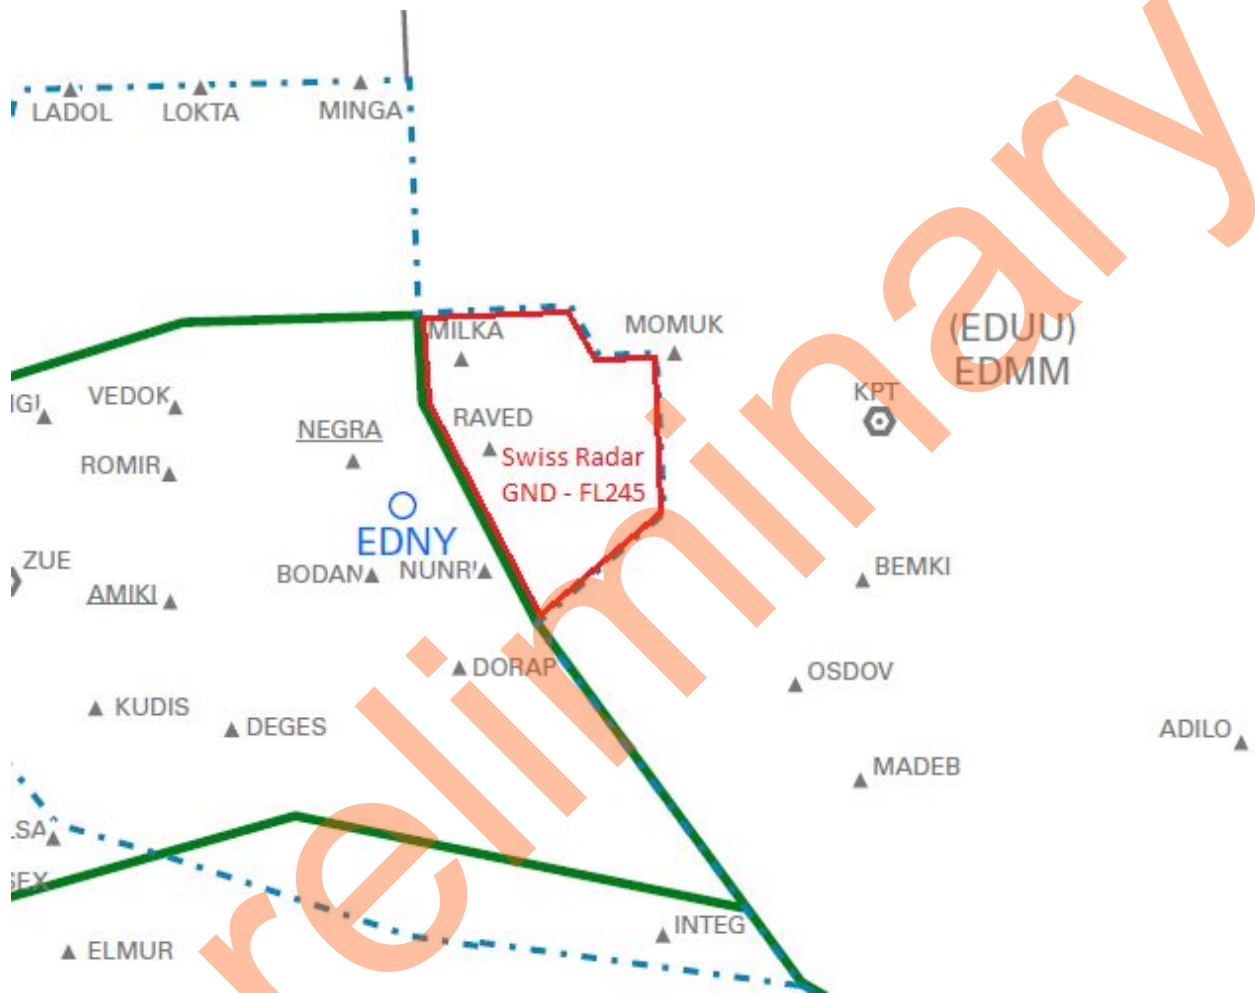 LADOL
LOKTA
MINGA
MILKA
MOMUK
(EDUU)
EDMM
VEDOK
KPT
NEGRA
RAVED
ROMIR
Swiss Radar
GND - FL245
EDNY
ZUE
BODAN
NUNRI
BEMKI
AMIKI
DORAP
OSDOV
KUDIS
DEGES
ADILO
MADEB
INTEG
ELMUR
reliminary